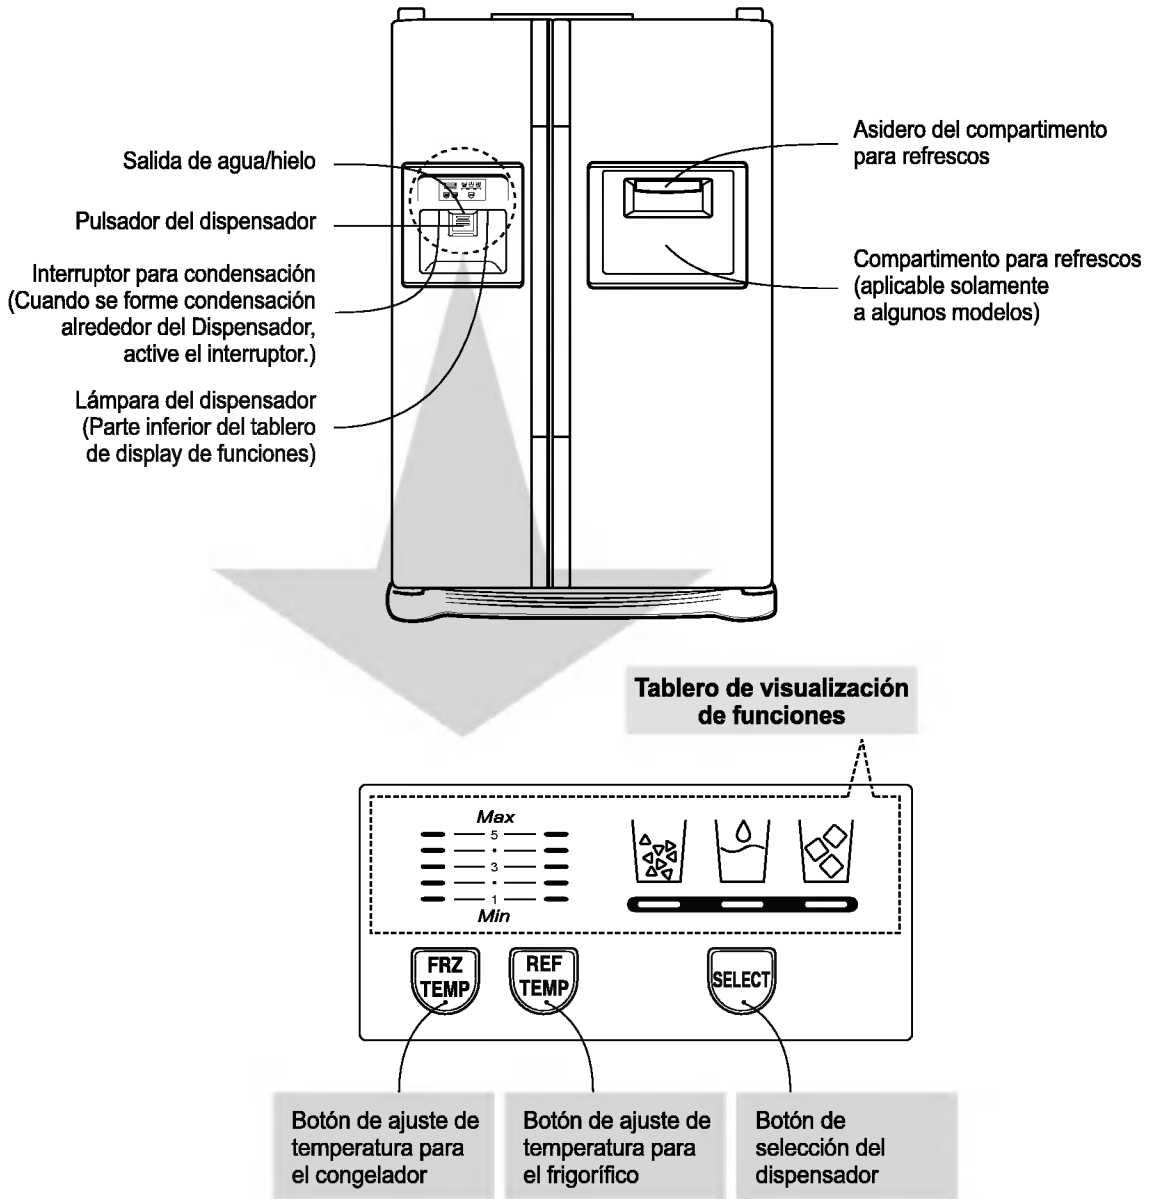 Salida de agua/hielo
Pulsador del dispensador
Interruptor para condensación
(Cuando se forme condensación
alrededor del Dispensador,
active el interruptor.)
Lámpara del dispensador
(Parte inferior del tablero
de display de funciones)
Asidero del compartimento
para refrescos
Compartimento para refrescos
(aplicable solamente
a algunos modelos)
Tablero de visualización
de funciones
Max
5
3
1
Min
FRZ
TEMP
REF
TEMP
SELECT
Botón de ajuste de
temperatura para
el congelador
Botón de ajuste de
temperatura para
el frigorífico
Botón de
selección del
dispensador